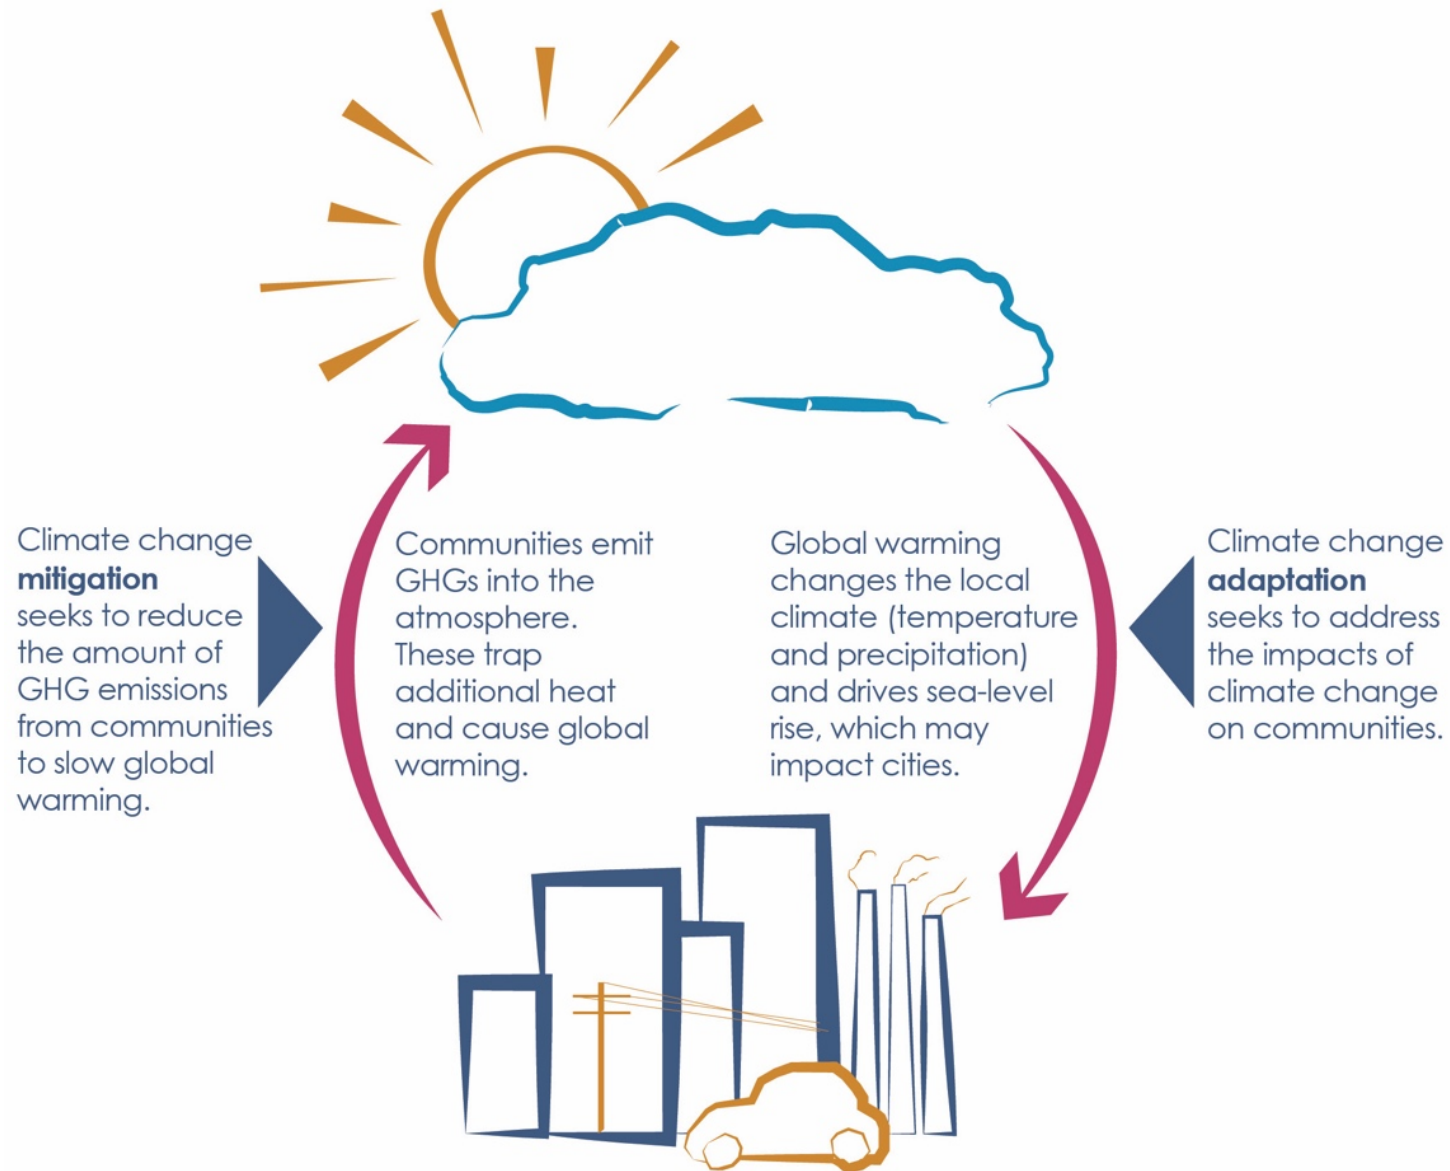 Climate change
mitigation
seeks to reduce
the amount of
GHG emissions
from communities
to slow global
warming.
Communities emit
GHGs into the
atmosphere.
These trap
additional heat
and cause global
warming.
Global warming
changes the local
climate (temperature
and precipitation)
and drives sea-level
rise, which may
impact cities.
Climate change
adaptation
seeks to address
the impacts of
climate change
on communities.